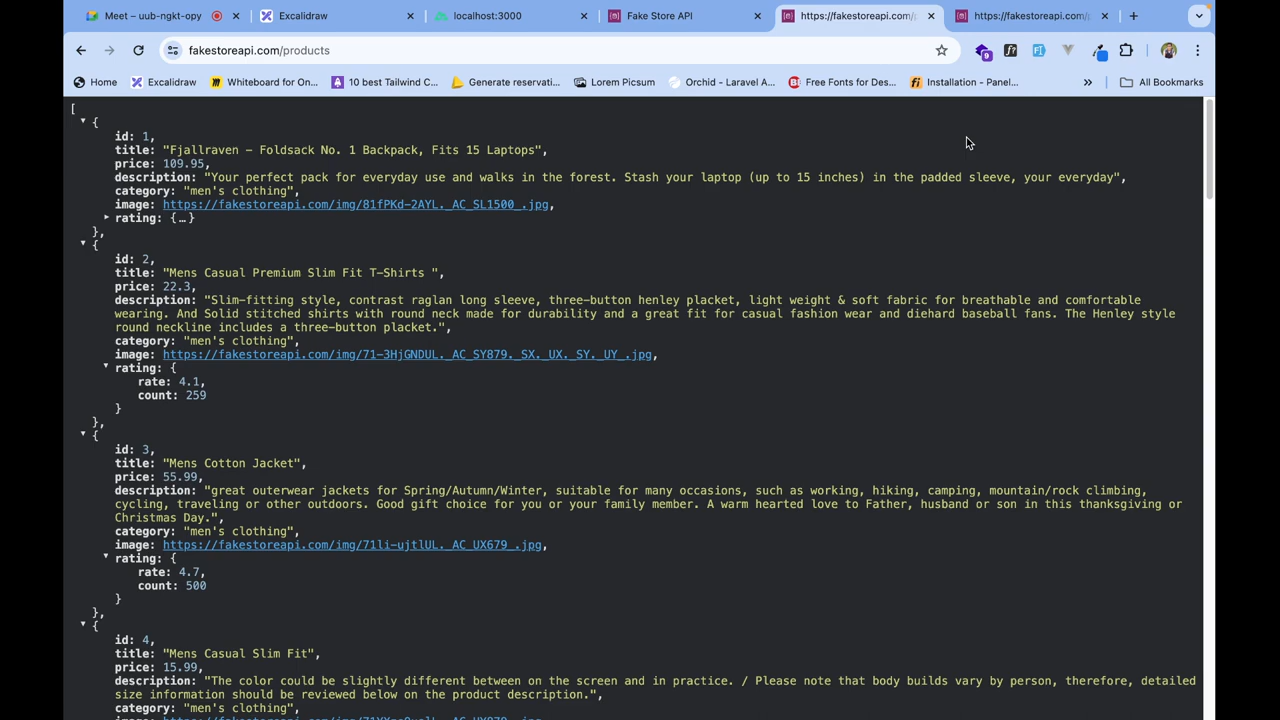 Meet – uub-ngkt-opy
Excalidraw
localhost:3000
Fake Store API
https://fakestoreapi.com/p
https://fakestoreapi.com/p
fakestoreapi.com/products
9
f?
Home
Excalidraw
Whiteboard for On...
10 best Tailwind C...
Generate reservati...
Lorem Picsum
Orchid - Laravel A...
Free Fonts for Des...
Installation - Panel...
»
All Bookmarks
[
{
id: 1,
title: "Fjallraven – Foldsack No. 1 Backpack, Fits 15 Laptops",
price: 109.95,
description: "Your perfect pack for everyday use and walks in the forest. Stash your laptop (up to 15 inches) in the padded sleeve, your everyday",
category: "men's clothing",
image: https://fakestoreapi.com/img/81fPKd-2AYL._AC_SL1500_.jpg,
rating: {…}
},
{
id: 2,
title: "Mens Casual Premium Slim Fit T-Shirts ",
price: 22.3,
description: "Slim-fitting style, contrast raglan long sleeve, three-button henley placket, light weight & soft fabric for breathable and comfortable
wearing. And Solid stitched shirts with round neck made for durability and a great fit for casual fashion wear and diehard baseball fans. The Henley style
round neckline includes a three-button placket.",
category: "men's clothing",
image: https://fakestoreapi.com/img/71-3HjGNDUL._AC_SY879._SX._UX._SY._UY_.jpg,
rating: {
rate: 4.1,
count: 259
}
},
{
id: 3,
title: "Mens Cotton Jacket",
price: 55.99,
description: "great outerwear jackets for Spring/Autumn/Winter, suitable for many occasions, such as working, hiking, camping, mountain/rock climbing,
cycling, traveling or other outdoors. Good gift choice for you or your family member. A warm hearted love to Father, husband or son in this thanksgiving or
Christmas Day.",
category: "men's clothing",
image: https://fakestoreapi.com/img/71li-ujtlUL._AC_UX679_.jpg,
rating: {
rate: 4.7,
count: 500
}
},
{
id: 4,
title: "Mens Casual Slim Fit",
price: 15.99,
description: "The color could be slightly different between on the screen and in practice. / Please note that body builds vary by person, therefore, detailed
size information should be reviewed below on the product description.",
category: "men's clothing",